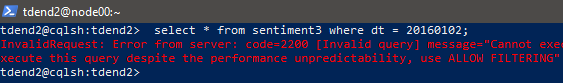 tdend2@node00:~
tdend2@cqlsh:tdend2>  select * from sentiment3 where dt = 20160102;
InvalidRequest: Error from server: code=2200 [Invalid query] message="Cannot exec
xecute this query despite the performance unpredictability, use ALLOW FILTERING"
tdend2@cqlsh:tdend2>